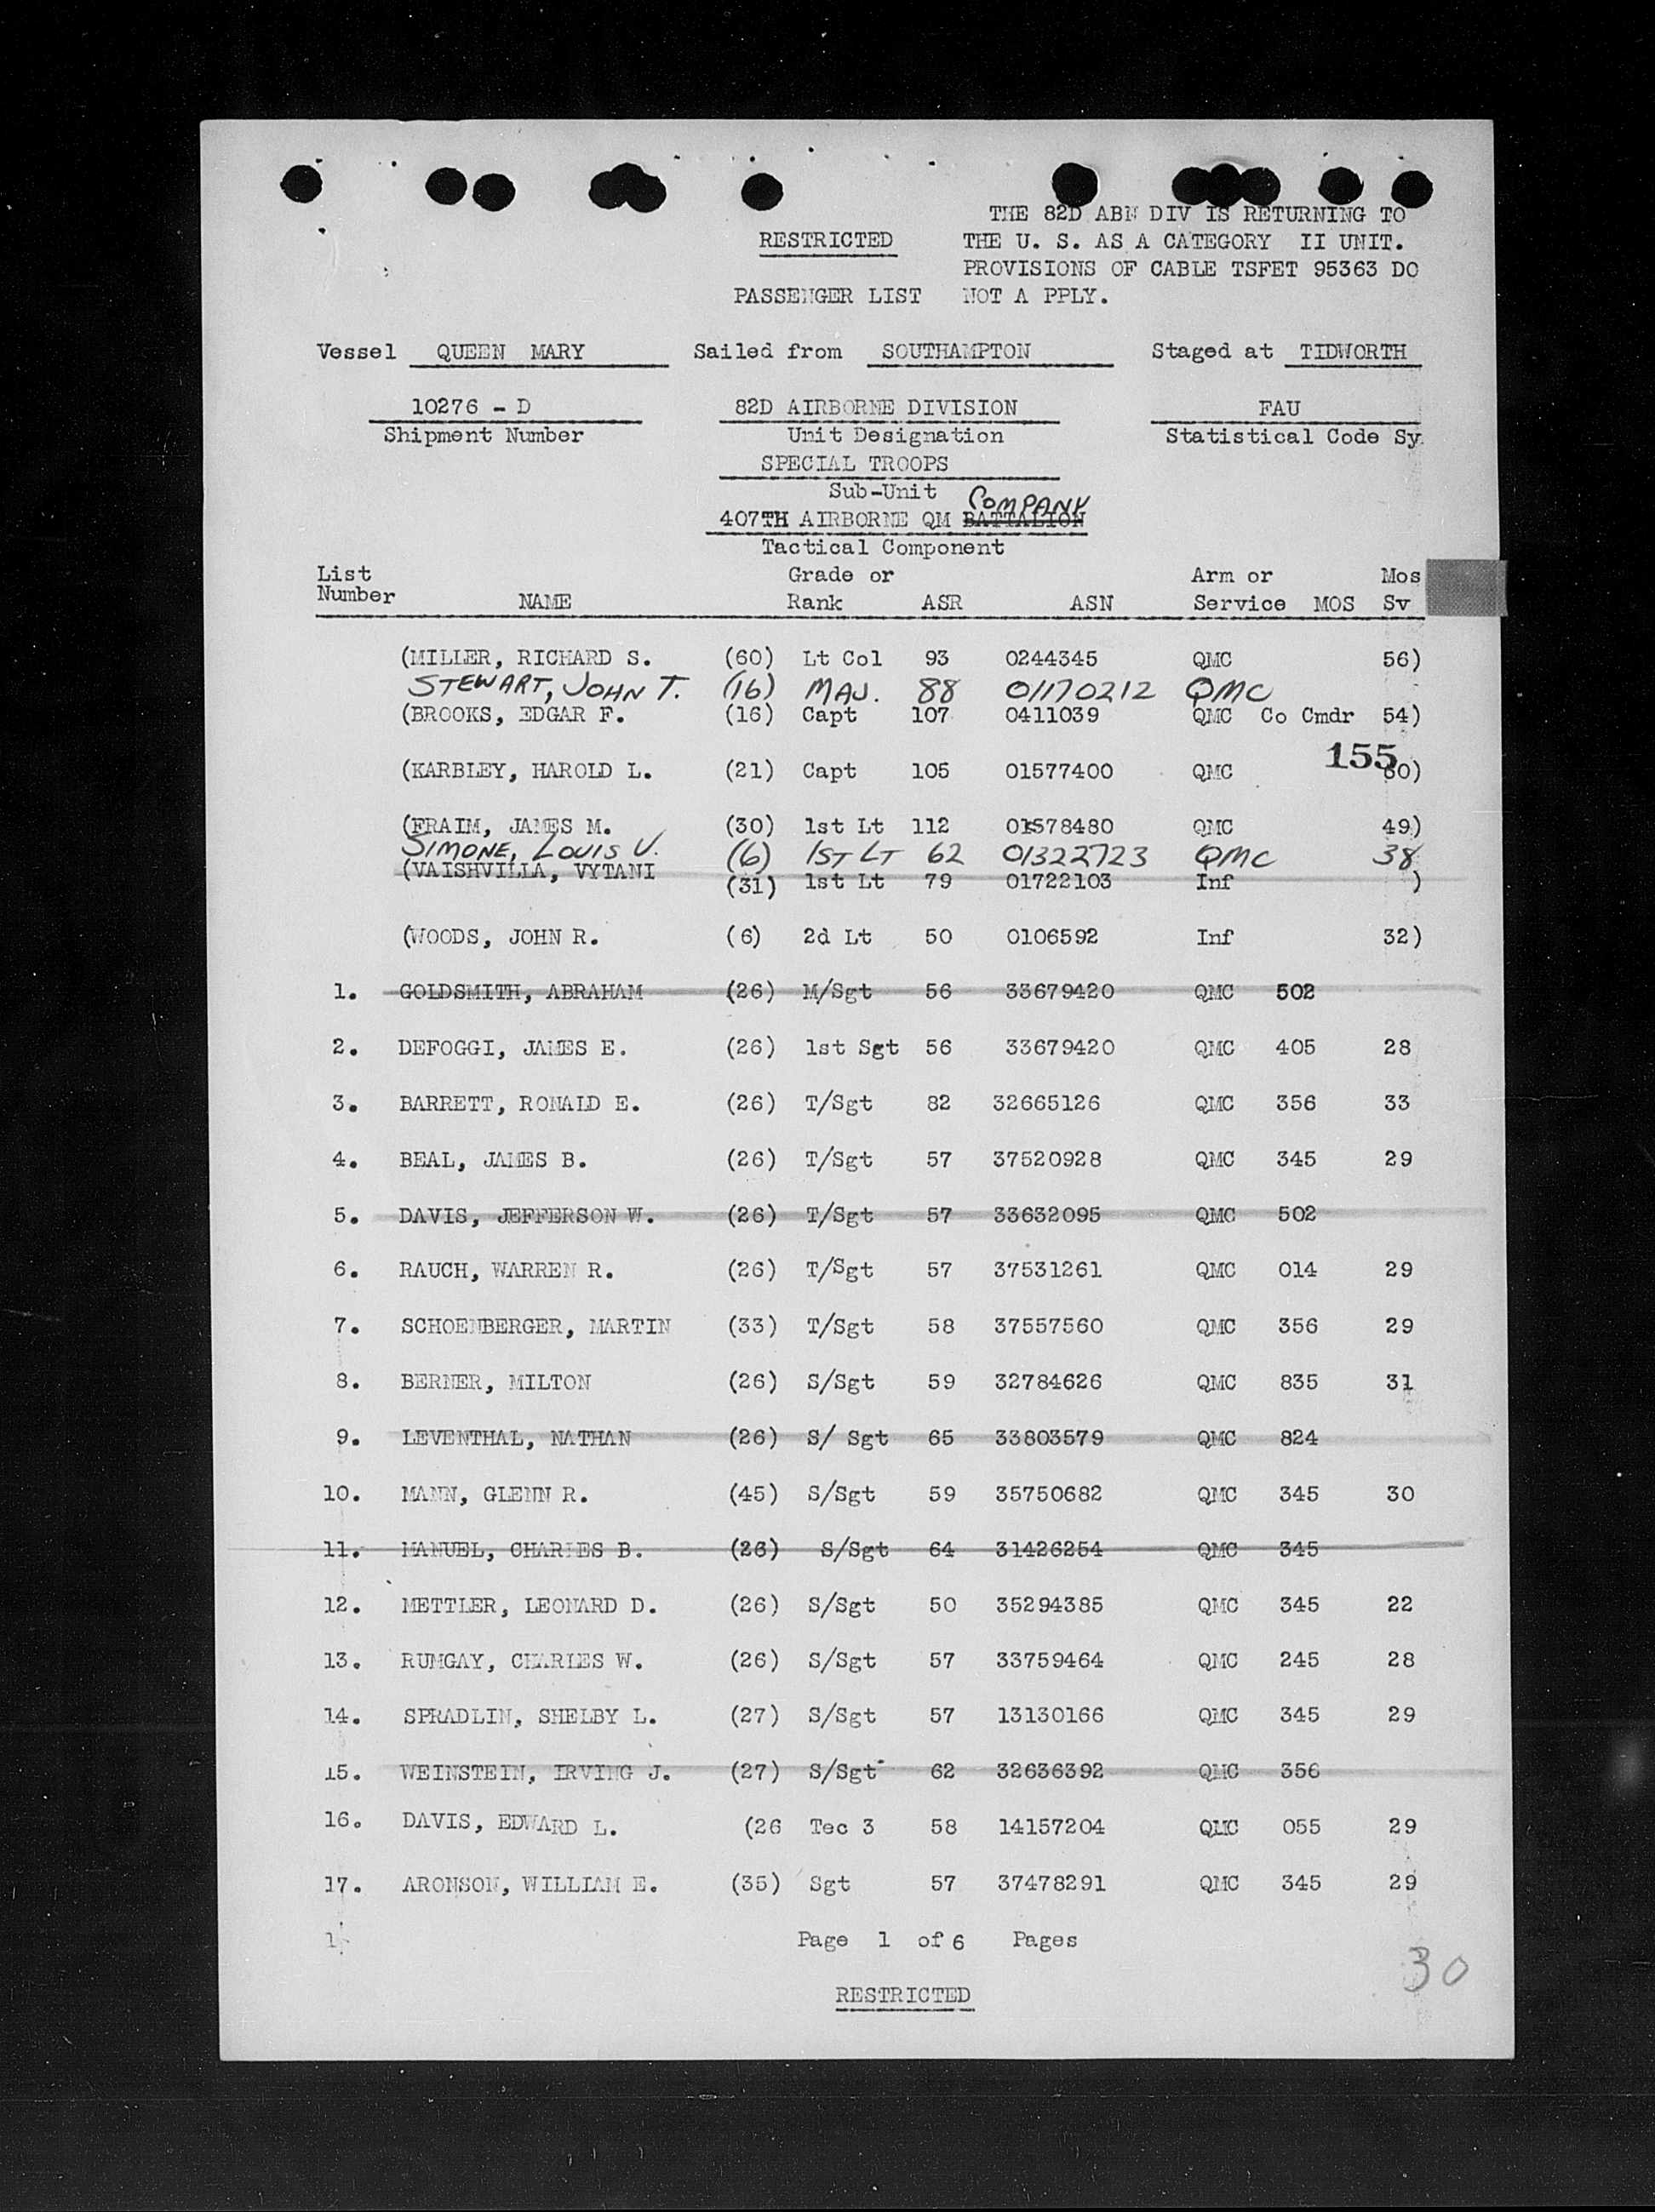 THE 82D ABN DIV IS RETURNING TO
RESTRICTED THE U. S. AS A CATEGORY II UNIT.
PROVISIONS OF CABLE TSFET 95363 DO
PASSENGER LIST NOT A PPLY.
Vessel QUEEN MARY Sailed from SOUTHAMPTON Staged at TIDWORTH
10276 - D 82D AIRBORNE DIVISION FAU
Shipment Number Unit Designation Statistical Code Sy
SPECIAL TROOPS
Sub-Unit
COMPANY
407TH AIRBORNE QM BATTALION
Tactical Component
List Grade or Arm or Mos
Number NAME Rank ASR ASN Service MOS Sv
(MILLER, RICHARD S. (60) Lt Col 93 0244345 QMC 56)
STEWART, JOHN T. (16) MAJ. 88 01170212 QMC
(BROOKS, EDGAR F. (16) Capt 107 0411039 QMC Co Cmdr 54)
155
(KARBLEY, HAROLD L. (21) Capt 105 01577400 QMC 0)
(FRAIM, JAMES M. (30) 1st Lt 112 01578480 QMC 49)
SIMONE, LOUIS V. (6) 1ST LT 62 01322723 QMC 38
(VAISHVILLA, VYTANI (31) 1st Lt 79 01722103 Inf )
(WOODS, JOHN R. (6) 2d Lt 50 0106592 Inf 32)
1. GOLDSMITH, ABRAHAM (26) M/Sgt 56 33679420 QMC 502
2. DEFOGGI, JAMES E. (26) 1st Sgt 56 33679420 QMC 405 28
3. BARRETT, RONALD E. (26) T/Sgt 82 32665126 QMC 356 33
4. BEAL, JAMES B. (26) T/Sgt 57 37520928 QMC 345 29
5. DAVIS, JEFFERSON W. (26) T/Sgt 57 33632095 QMC 502
6. RAUCH, WARREN R. (26) T/Sgt 57 37531261 QMC 014 29
7. SCHOENBERGER, MARTIN (33) T/Sgt 58 37557560 QMC 356 29
8. BERNER, MILTON (26) S/Sgt 59 32784626 QMC 835 31
9. LEVENTHAL, NATHAN (26) S/ Sgt 65 33803579 QMC 824
10. MANN, GLENN R. (45) S/Sgt 59 35750682 QMC 345 30
11. MANUEL, CHARLES B. (26) S/Sgt 64 31426254 QMC 345
12. METTLER, LEONARD D. (26) S/Sgt 50 35294385 QMC 345 22
13. RUMGAY, CHARLES W. (26) S/Sgt 57 33759464 QMC 245 28
14. SPRADLIN, SHELBY L. (27) S/Sgt 57 13130166 QMC 345 29
15. WEINSTEIN, IRVING J. (27) S/Sgt 62 32636392 QMC 356
16. DAVIS, EDWARD L. (26 Tec 3 58 14157204 QMC 055 29
17. ARONSON, WILLIAM E. (35) Sgt 57 37478291 QMC 345 29
1 Page 1 of 6 Pages
30
RESTRICTED